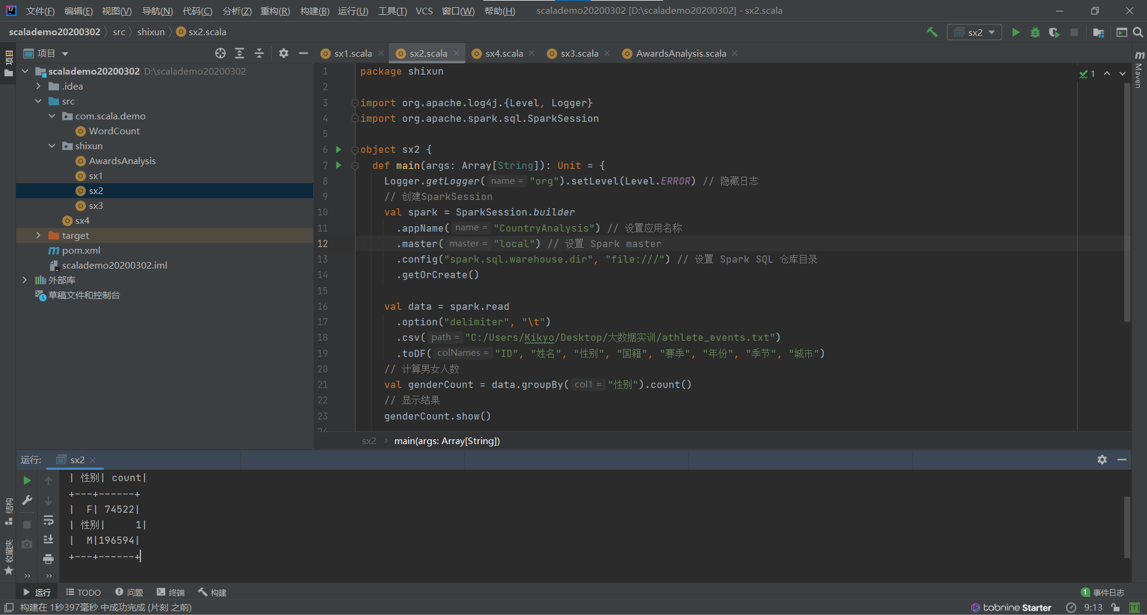 文件(F) 编辑(E) 视图(V) 导航(N) 代码(C) 分析(Z) 重构(R) 构建(B) 运行(U) 工具(T) VCS 窗口(W) 帮助(H) scalademo20200302 [D:\scalademo20200302] - sx2.scala
scalademo20200302 src shixun sx2.scala sx2
项目 sx1.scala sx2.scala sx4.scala sx3.scala AwardsAnalysis.scala
scalademo20200302 D:\scalademo20200302
.idea
src
com.scala.demo
WordCount
shixun
AwardsAnalysis
sx1
sx2
sx3
sx4
target
pom.xml
scalademo20200302.iml
外部库
草稿文件和控制台
1 package shixun
2
3 import org.apache.log4j.{Level, Logger}
4 import org.apache.spark.sql.SparkSession
5
6 object sx2 {
7 def main(args: Array[String]): Unit = {
8 Logger.getLogger( name = "org").setLevel(Level.ERROR) // 隐藏日志
9 // 创建SparkSession
10 val spark = SparkSession.builder
11 .appName( name = "CountryAnalysis") // 设置应用名称
12 .master( master = "local") // 设置 Spark master
13 .config("spark.sql.warehouse.dir", "file:///") // 设置 Spark SQL 仓库目录
14 .getOrCreate()
15
16 val data = spark.read
17 .option("delimiter", "\t")
18 .csv( path = "C:/Users/Kikyo/Desktop/大数据实训/athlete_events.txt")
19 .toDF( colNames = "ID", "姓名", "性别", "国籍", "赛季", "年份", "季节", "城市")
20 // 计算男女人数
21 val genderCount = data.groupBy( col1 = "性别").count()
22 // 显示结果
23 genderCount.show()
1
Maven
项目
sx2 main(args: Array[String])
运行: sx2
| 性别| count|
+---+------+
| F| 74522|
| 性别| 1|
| M|196594|
+---+------+
结构
收藏夹
运行 TODO 问题 终端 构建 1 事件日志
构建在 1秒397毫秒 中成功完成 (片刻 之前) tabnine Starter 9:13